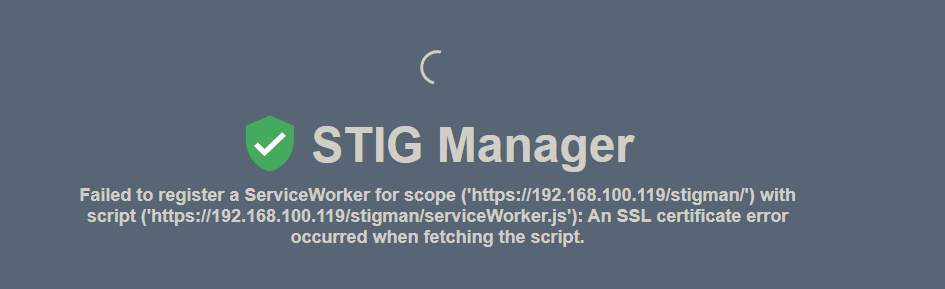 STIG Manager
Failed to register a ServiceWorker for scope ('https://192.168.100.119/stigman/') with
script ('https://192.168.100.119/stigman/serviceWorker.js'): An SSL certificate error
occurred when fetching the script.